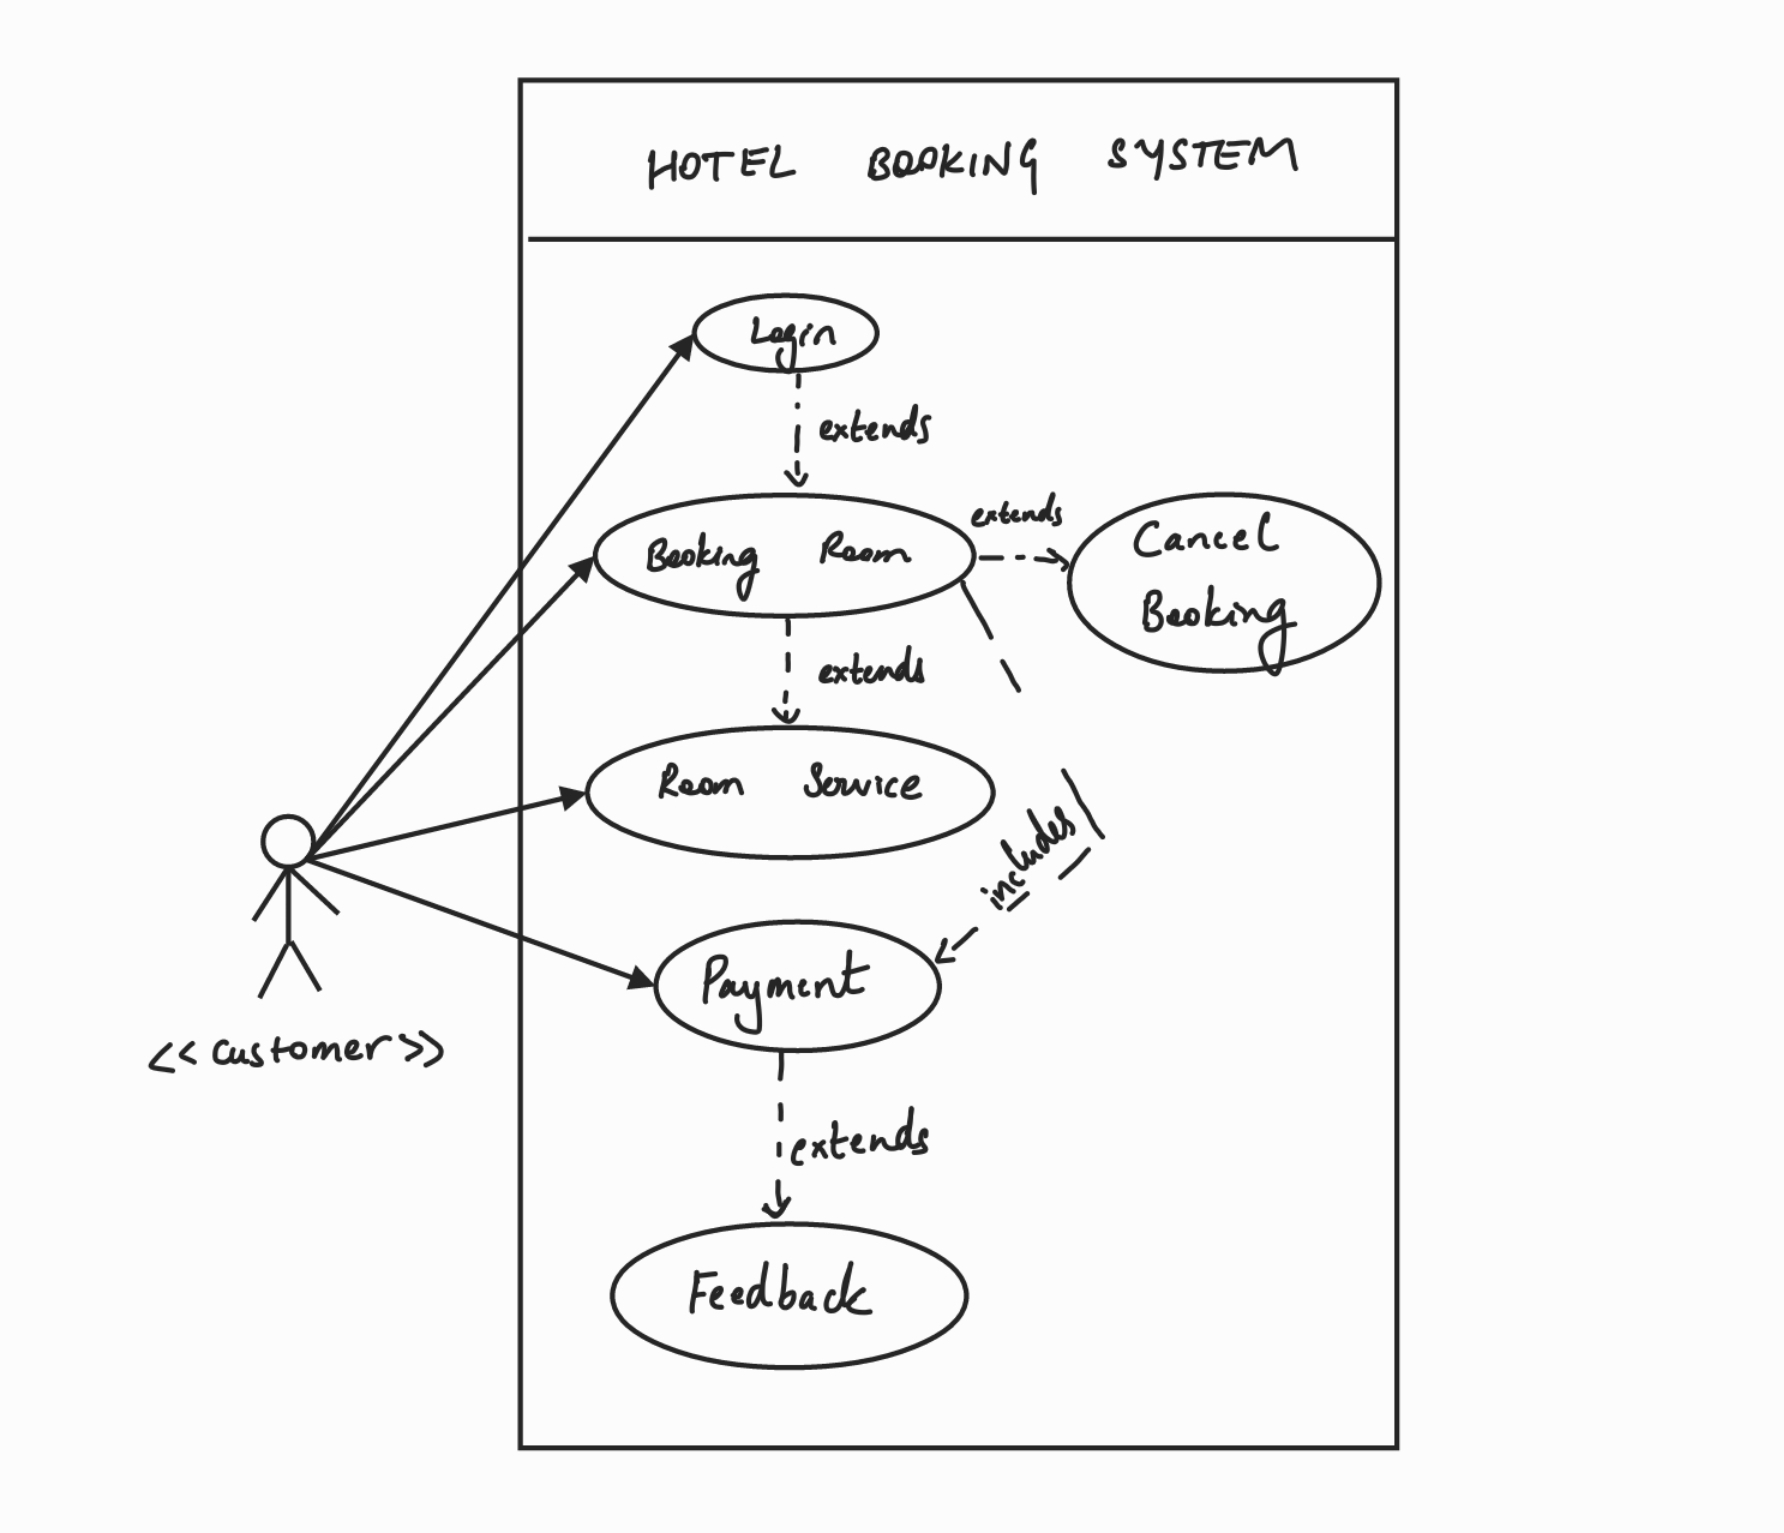 HOTEL BOOKING SYSTEM
Login
extends
Booking Room
extends
Cancel
Booking
extends
Room Service
includes
Payment
<< customer >>
extends
Feedback